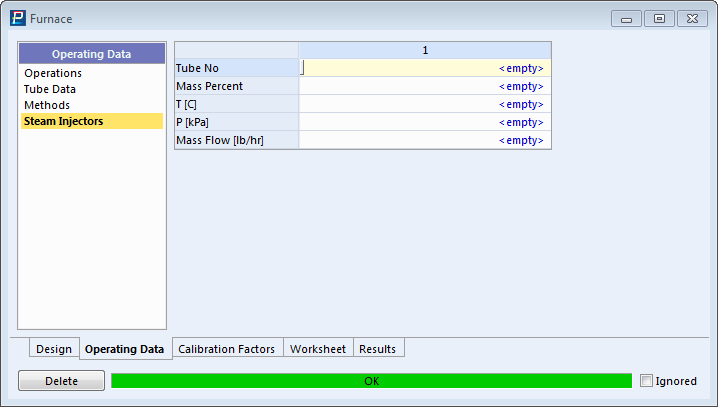 Furnace
Operating Data
Operations
Tube Data
Methods
Steam Injectors
1
Tube No <empty>
Mass Percent <empty>
T [C] <empty>
P [kPa] <empty>
Mass Flow [lb/hr] <empty>
Design Operating Data Calibration Factors Worksheet Results
Delete OK Ignored